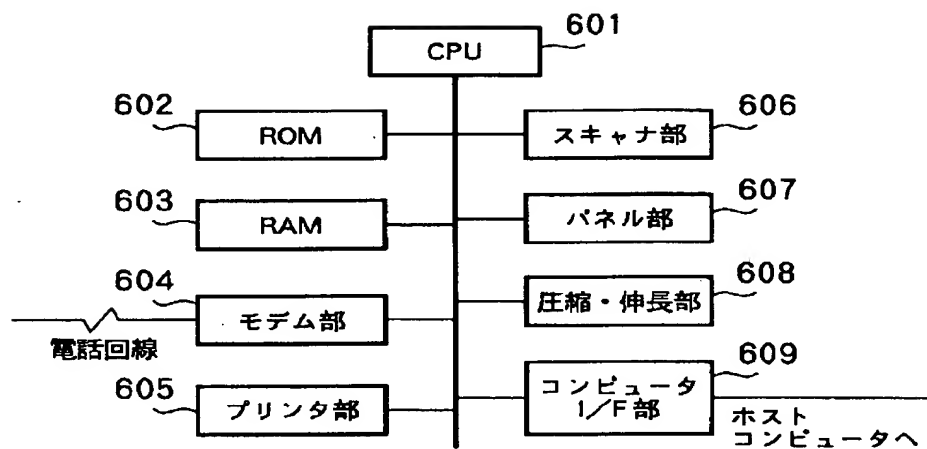 601
CPU
602
ROM
606
スキャナ部
603
RAM
607
パネル部
604
モデム部
電話回線
608
圧縮・伸長部
605
プリンタ部
609
コンピュータ
I/F部
ホスト
コンピュータへ